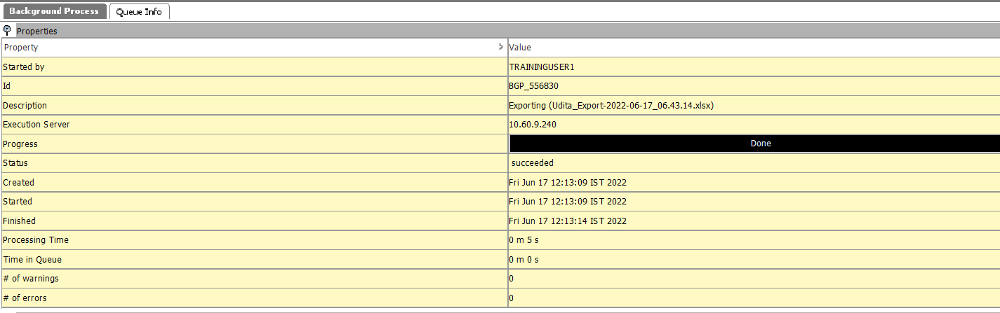 Background Process Queue Info
Properties
Property Value
Started by TRAININGUSER1
Id BGP_556830
Description Exporting (Udita_Export-2022-06-17_06.43.14.xlsx)
Execution Server 10.60.9.240
Progress Done
Status succeeded
Created Fri Jun 17 12:13:09 IST 2022
Started Fri Jun 17 12:13:09 IST 2022
Finished Fri Jun 17 12:13:14 IST 2022
Processing Time 0 m 5 s
Time in Queue 0 m 0 s
# of warnings 0
# of errors 0